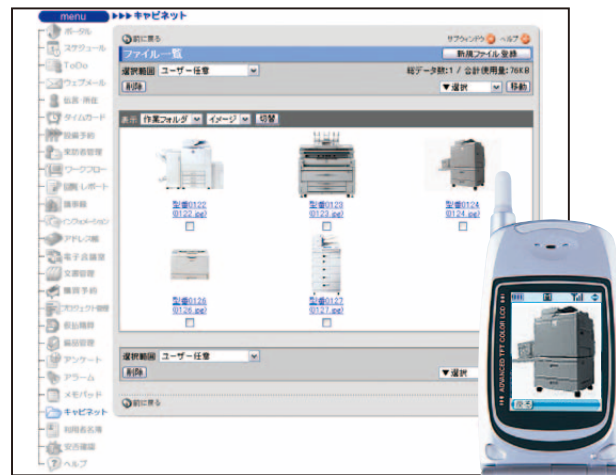 menu
▶▶▶ キャビネット
ポータル
スケジュール
ToDo
ウェブメール
出席・所在
タイムカード
設備予約
来訪者管理
ワークフロー
回覧レポート
議事録
インフォメーション
アドレス帳
電子会議室
文書管理
購買予約
プロジェクト管理
仮払精算
備品管理
アンケート
アラーム
メモパッド
キャビネット
利用者名簿
安否確認
ヘルプ
前に戻る
サブウィンドウ ヘルプ
ファイル一覧
新規ファイル登録
選択範囲 ユーザー任意
総データ数:1 / 合計使用量:76KB
削除
▼選択 移動
表示 作業フォルダ イメージ 切替
型番0122
(0122.jpg)
型番0123
(0123.jpg)
型番0124
(0124.jpg)
型番0126
(0126.jpg)
型番0127
(0127.jpg)
選択範囲 ユーザー任意
削除
▼選択
前に戻る
ADVANCED TFT COLOR LCD
戻る